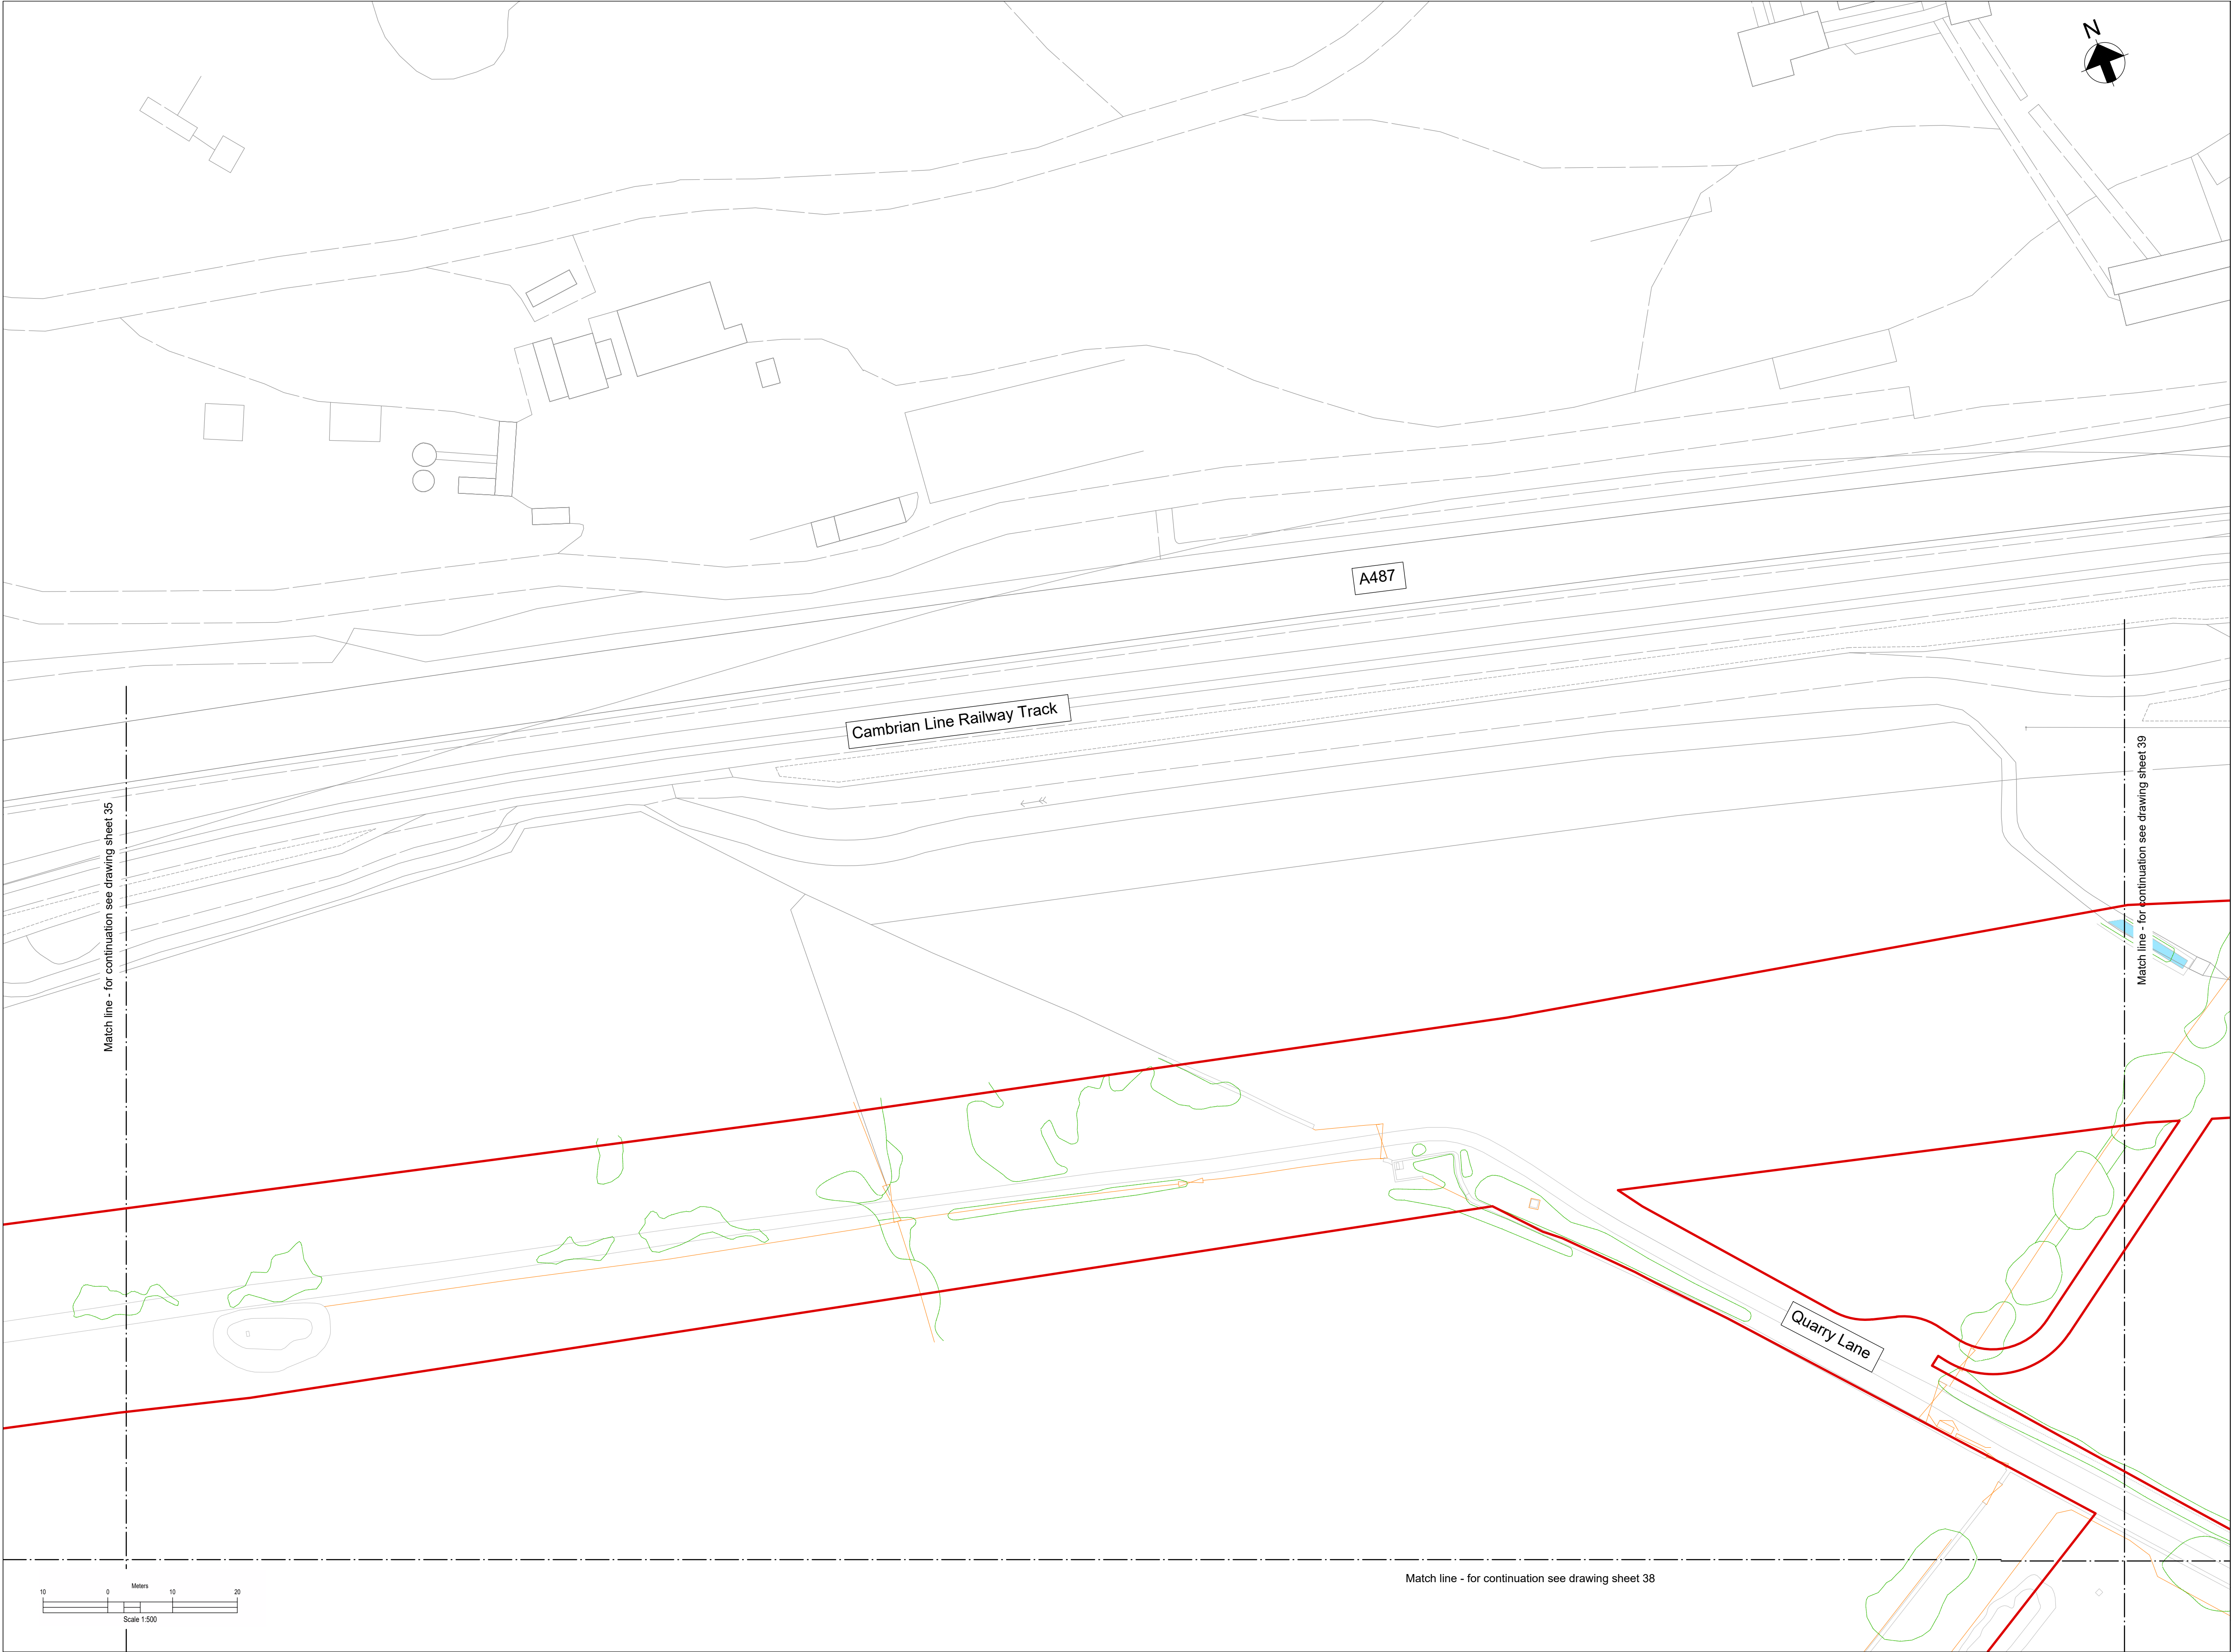 N
A487
Cambrian Line Railway Track
Match line - for continuation see drawing sheet 35
Match line - for continuation see drawing sheet 39
Quarry Lane
Match line - for continuation see drawing sheet 38
Meters
10 0 10 20
Scale 1:500